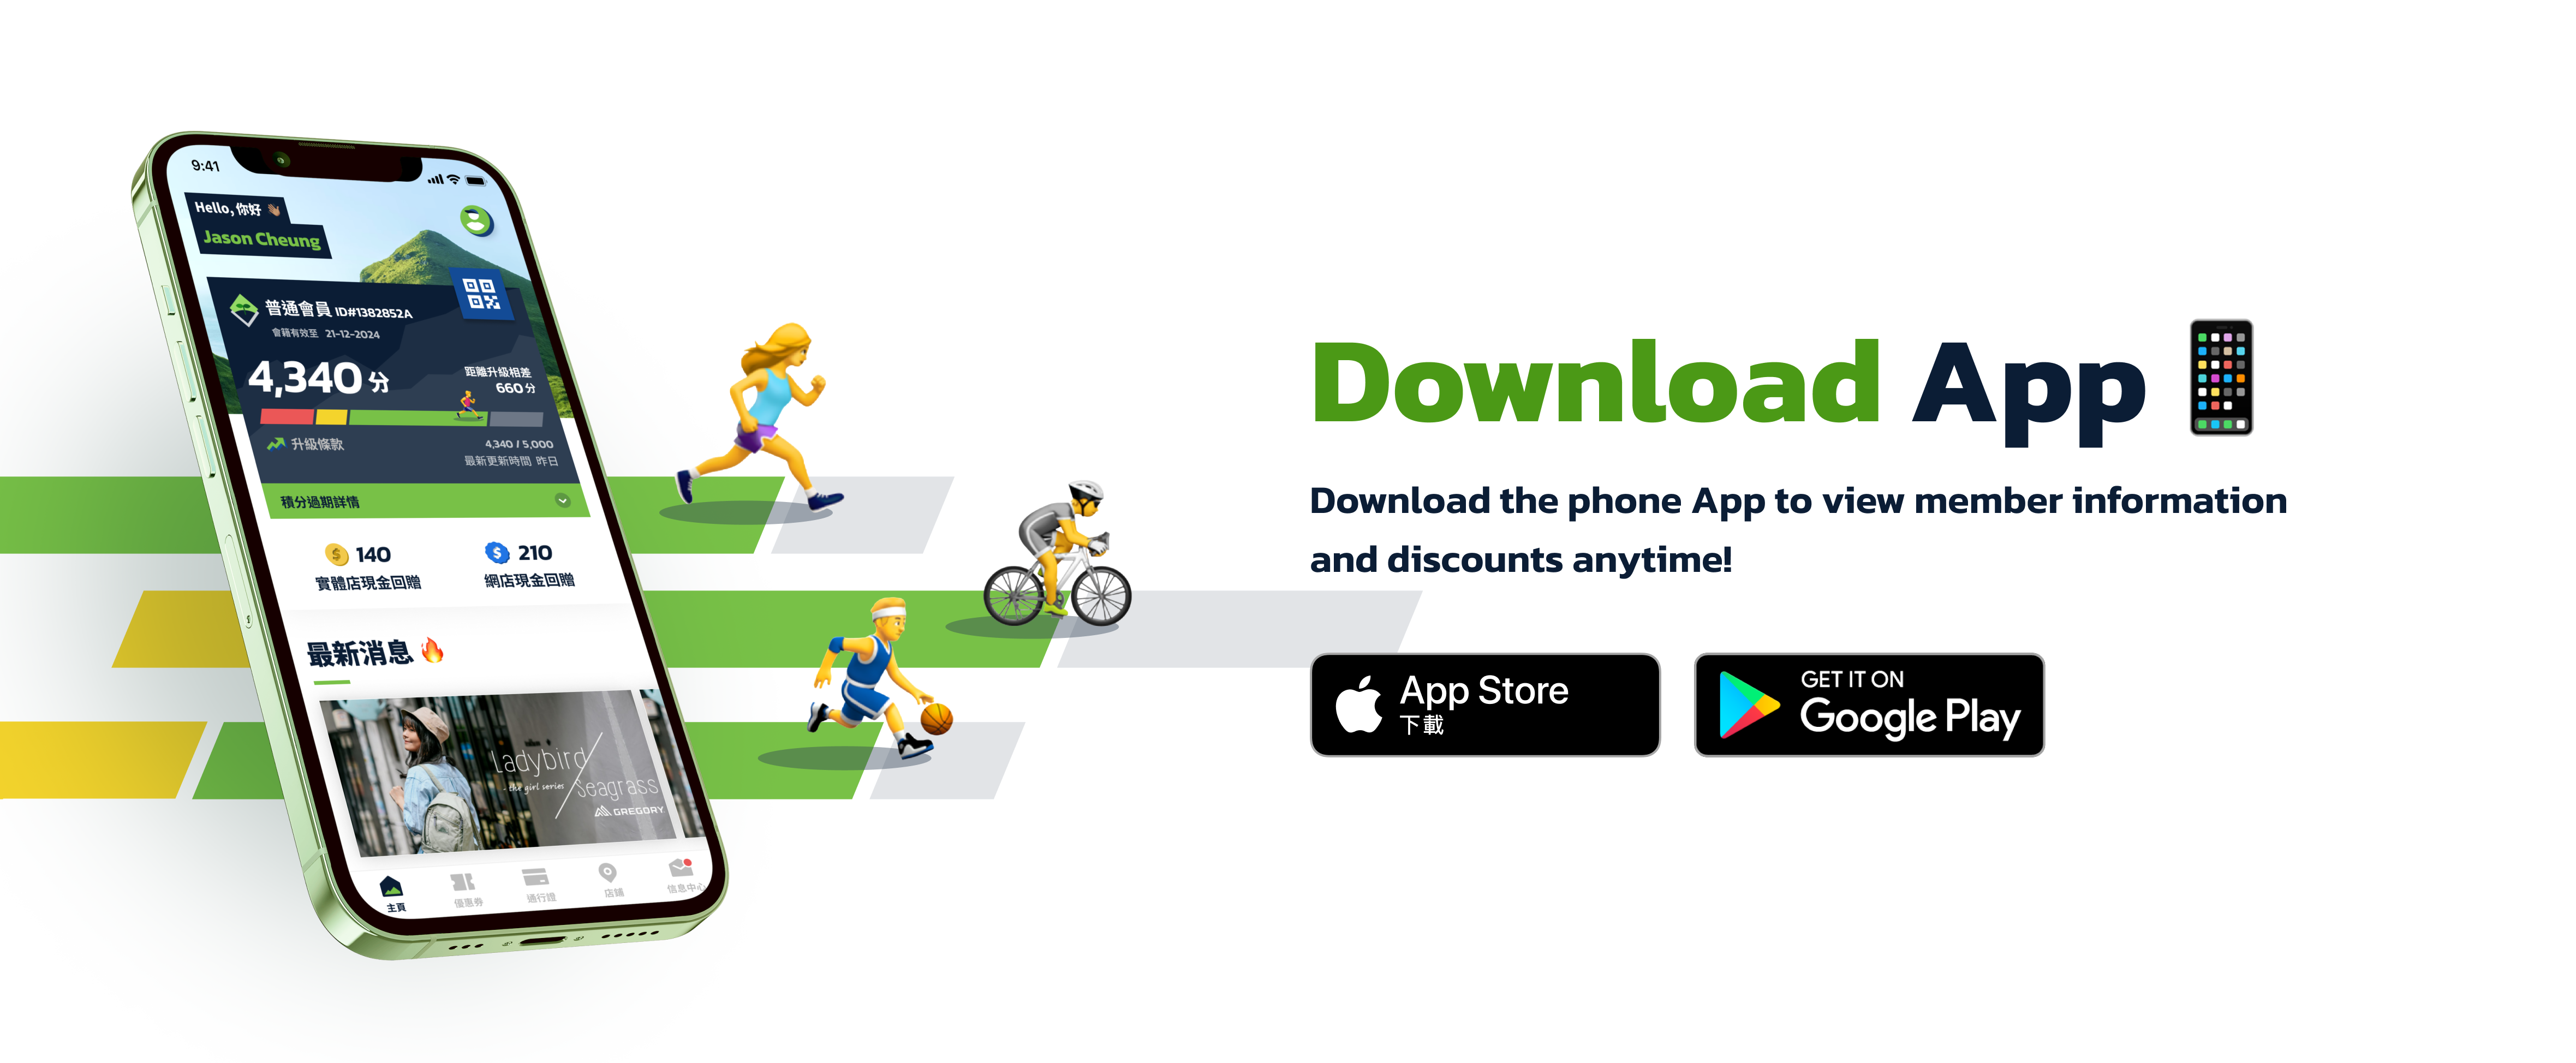 9:41
Hello, 你好
Jason Cheung
普通會員 ID#1382852A
會籍有效至 21-12-2024
4,340 分
距離升級相差
660 分
升級條款
4,340 / 5,000
最新更新時間 昨日
積分過期詳情
140
實體店現金回贈
210
網店現金回贈
最新消息
Ladybird
- the girl series
Seagrass
GREGORY
主頁
優惠券
通行證
店鋪
信息中心
Download App
Download the phone App to view member information
and discounts anytime!
App Store
下載
GET IT ON
Google Play